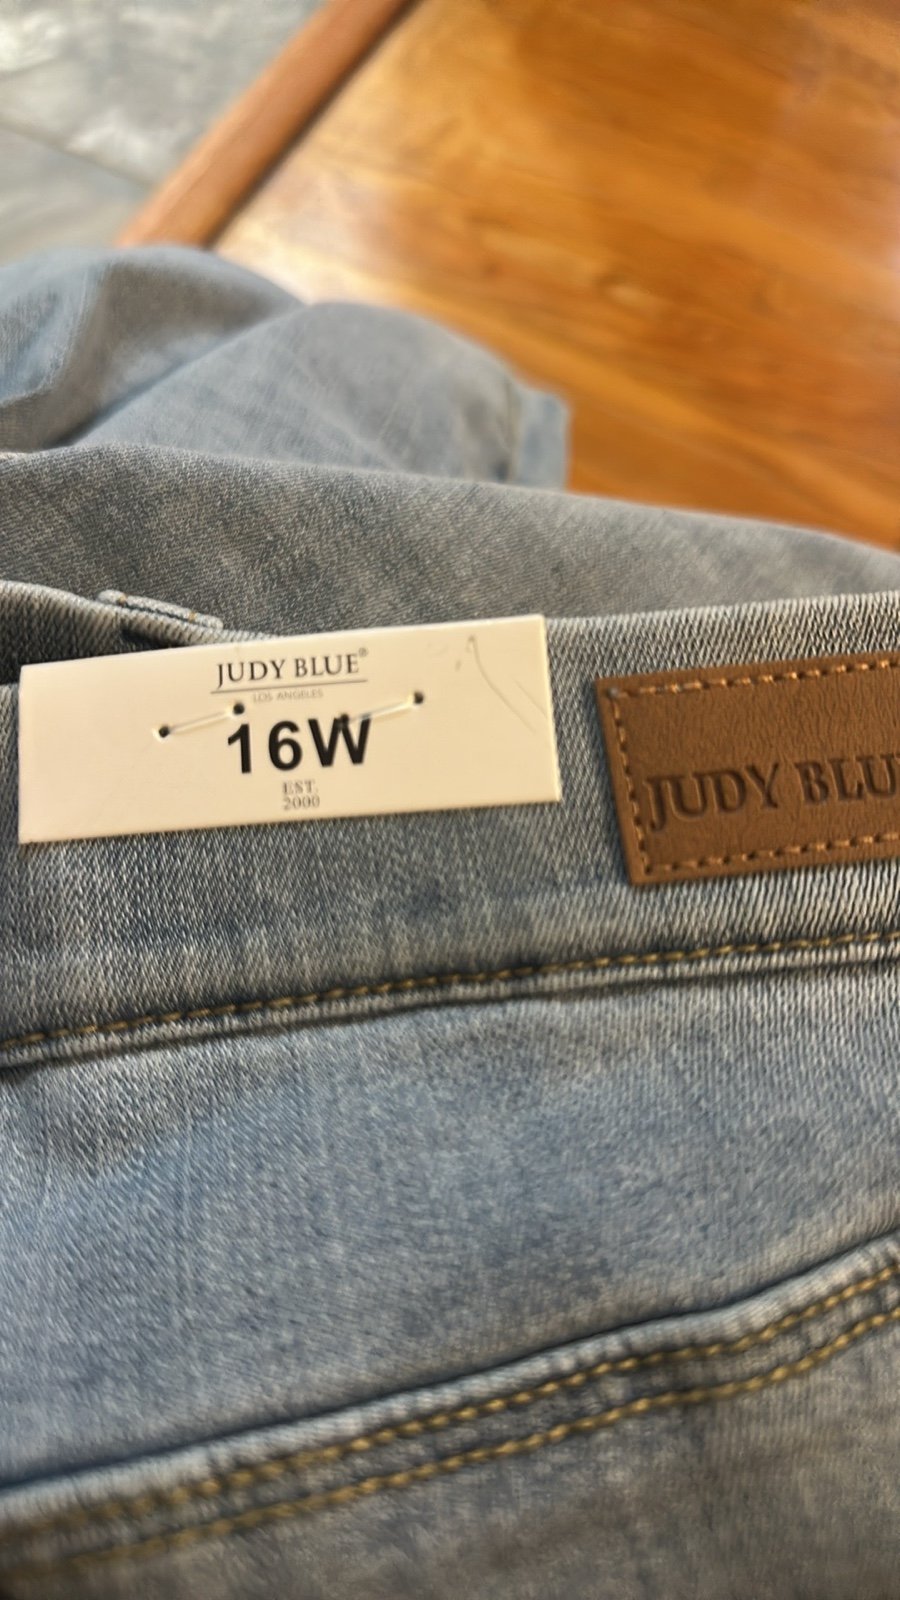 JUDY BLUE®
LOS ANGELES
16W
EST.
2000
JUDY BLU